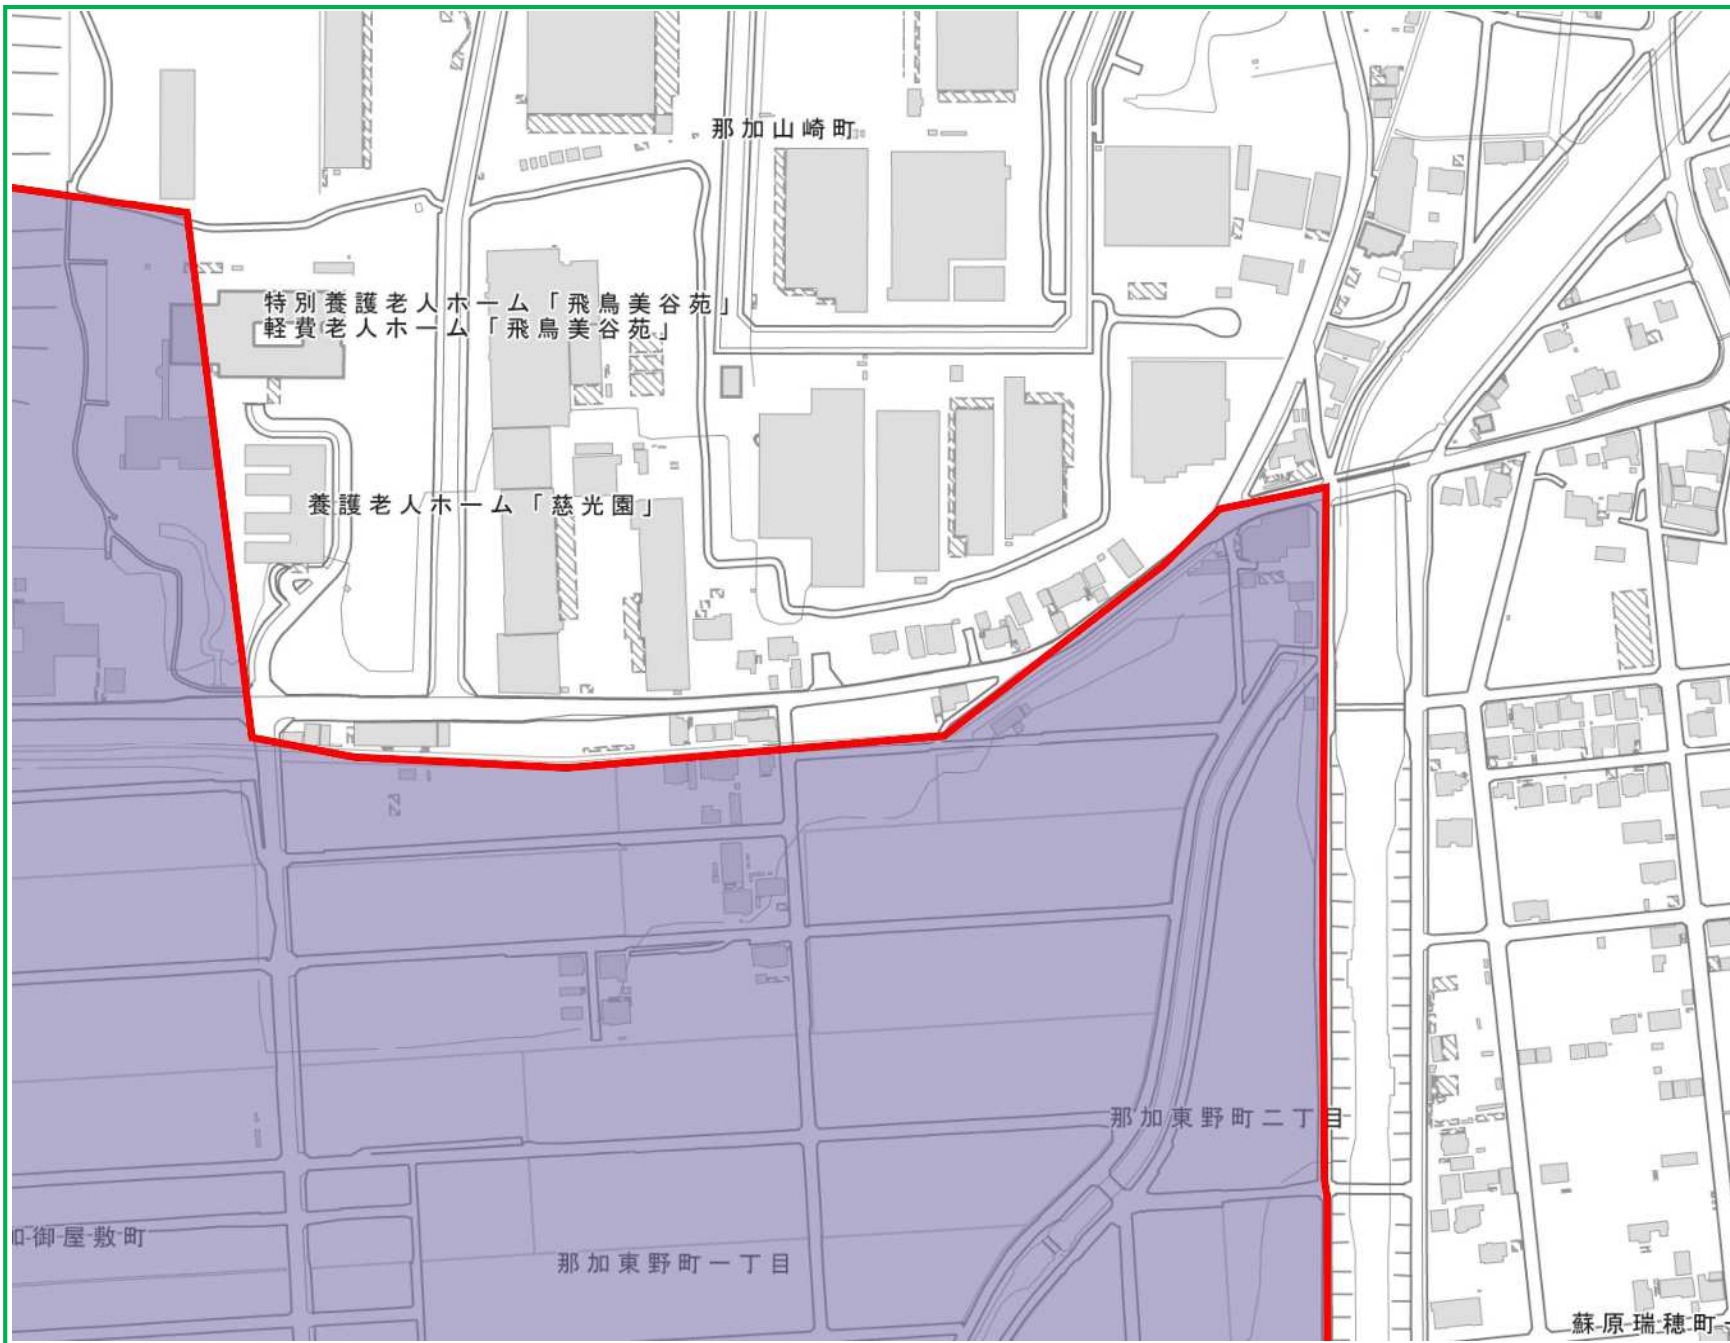 那加山崎町
特別養護老人ホーム「飛鳥美谷苑」
軽費老人ホーム「飛鳥美谷苑」
養護老人ホーム「慈光園」
那加東野町二丁目
御屋敷町
那加東野町一丁目
蘇原瑞穂町